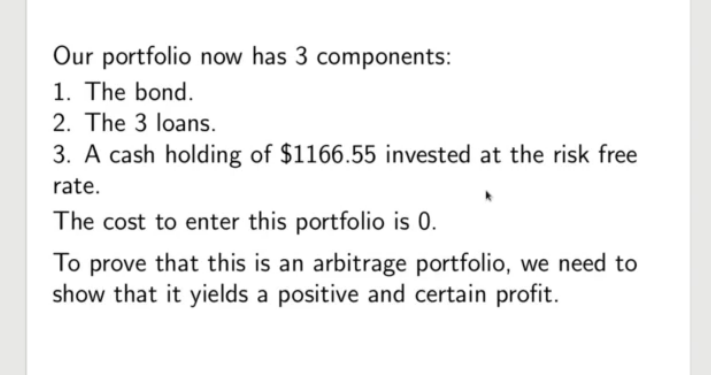 Our portfolio now has 3 components:
1. The bond.
2. The 3 loans.
3. A cash holding of $1166.55 invested at the risk free
rate.
The cost to enter this portfolio is 0.
To prove that this is an arbitrage portfolio, we need to
show that it yields a positive and certain profit.